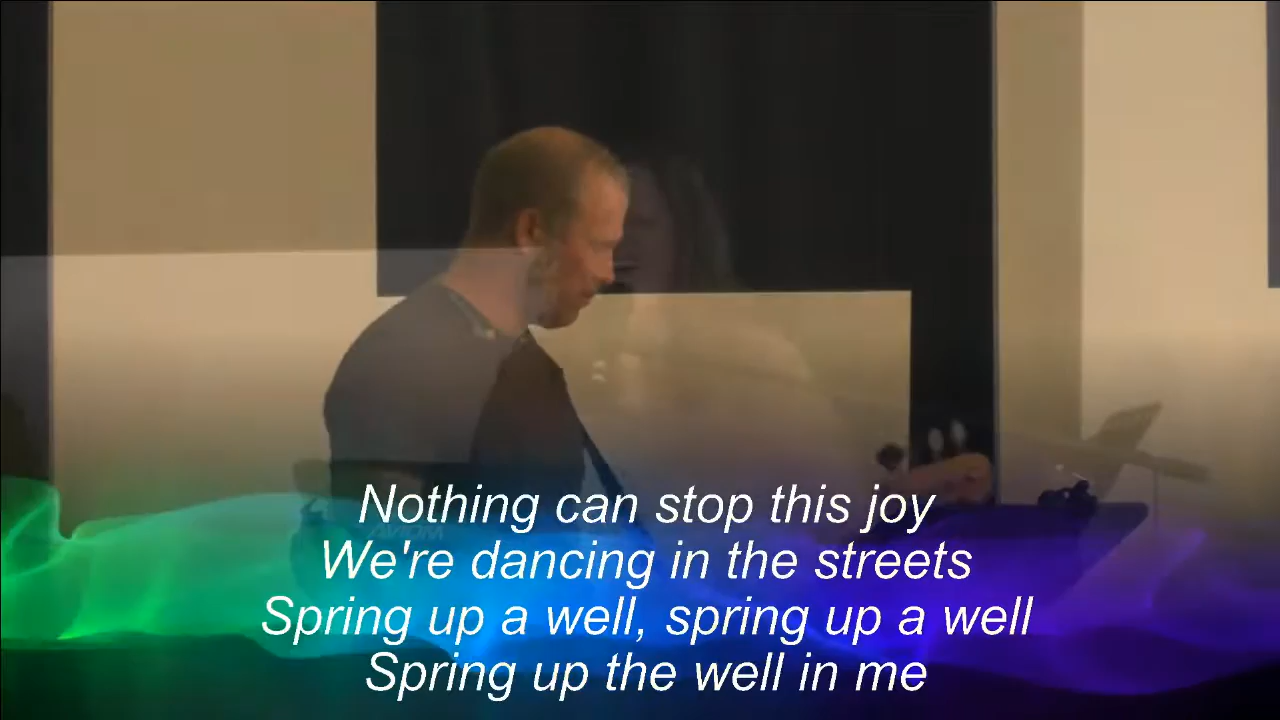 Nothing can stop this joy
We're dancing in the streets
Spring up a well, spring up a well
Spring up the well in me